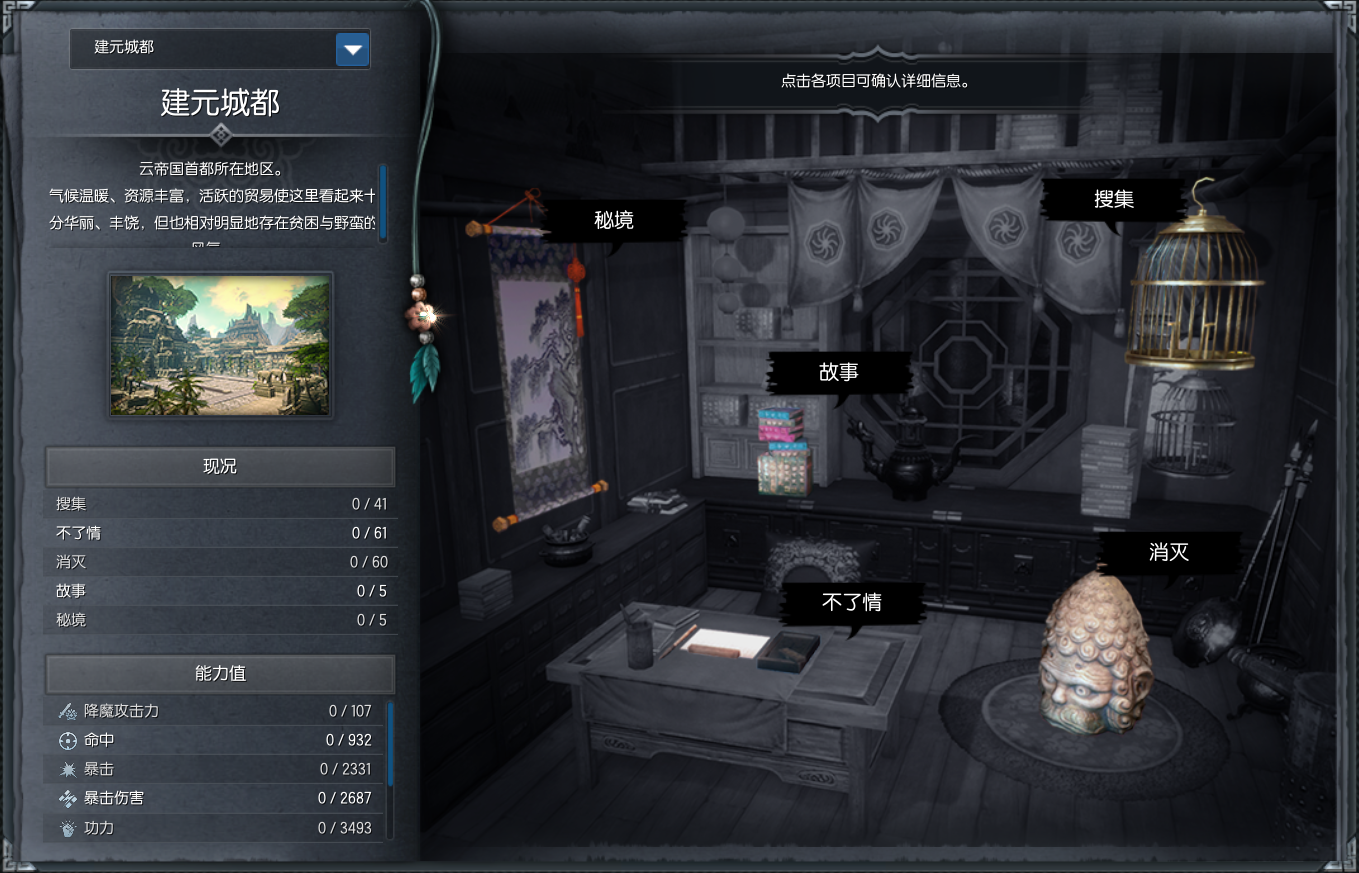 建元城都
建元城都
云帝国首都所在地区。
气候温暖、资源丰富，活跃的贸易使这里看起来十
分华丽、丰饶，但也相对明显地存在贫困与野蛮的
现况
搜集 0 / 41
不了情 0 / 61
消灭 0 / 60
故事 0 / 5
秘境 0 / 5
能力值
降魔攻击力 0 / 107
命中 0 / 932
暴击 0 / 2331
暴击伤害 0 / 2687
功力 0 / 3493
点击各项目可确认详细信息。
搜集
秘境
故事
消灭
不了情